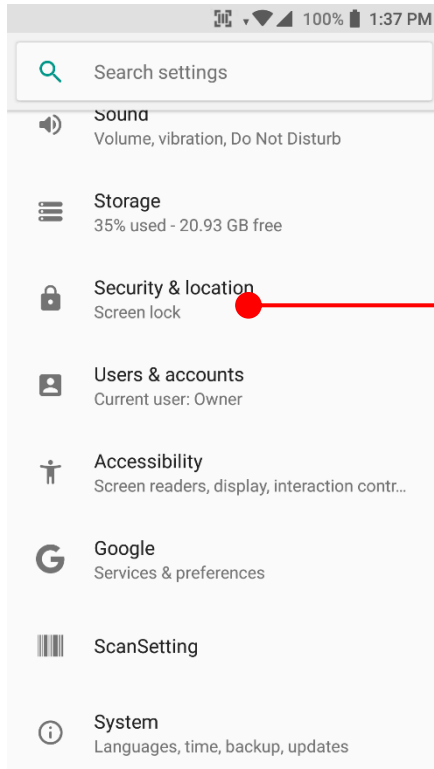 100% 1:37 PM
Search settings
Sound
Volume, vibration, Do Not Disturb
Storage
35% used - 20.93 GB free
Security & location
Screen lock
Users & accounts
Current user: Owner
Accessibility
Screen readers, display, interaction contr...
Google
Services & preferences
ScanSetting
System
Languages, time, backup, updates